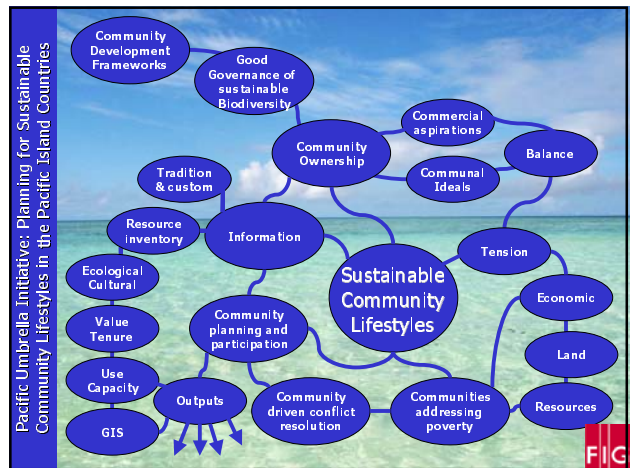 Pacific Umbrella Initiative: Planning for Sustainable
Community Lifestyles in the Pacific Island Countries
Community
Development
Frameworks
Good
Governance of
sustainable
Biodiversity
Community
Ownership
Commercial
aspirations
Communal
Ideals
Balance
Tradition
& custom
Resource
inventory
Information
Tension
Ecological
Cultural
Sustainable
Community
Lifestyles
Economic
Value
Tenure
Community
planning and
participation
Land
Use
Capacity
Outputs
Community
driven conflict
resolution
Communities
addressing
poverty
Resources
GIS
FIG